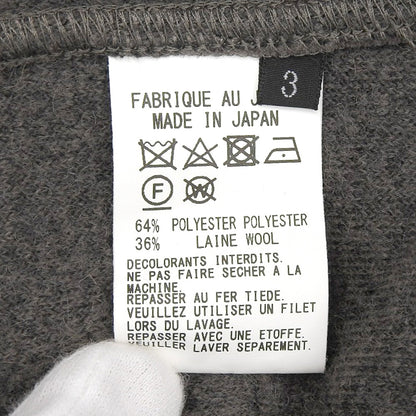 3
FABRIQUE AU
MADE IN JAPAN
F W
64% POLYESTER POLYESTER
36% LAINE WOOL
DECOLORANTS INTERDITS.
NE PAS FAIRE SECHER A LA
MACHINE.
REPASSER AU FER TIEDE.
VEUILLEZ UTILISER UN FILET
LORS DU LAVAGE.
REPASSER AVEC UNE ETOFFE.
VEUILLER LAVER SEPAREMENT.